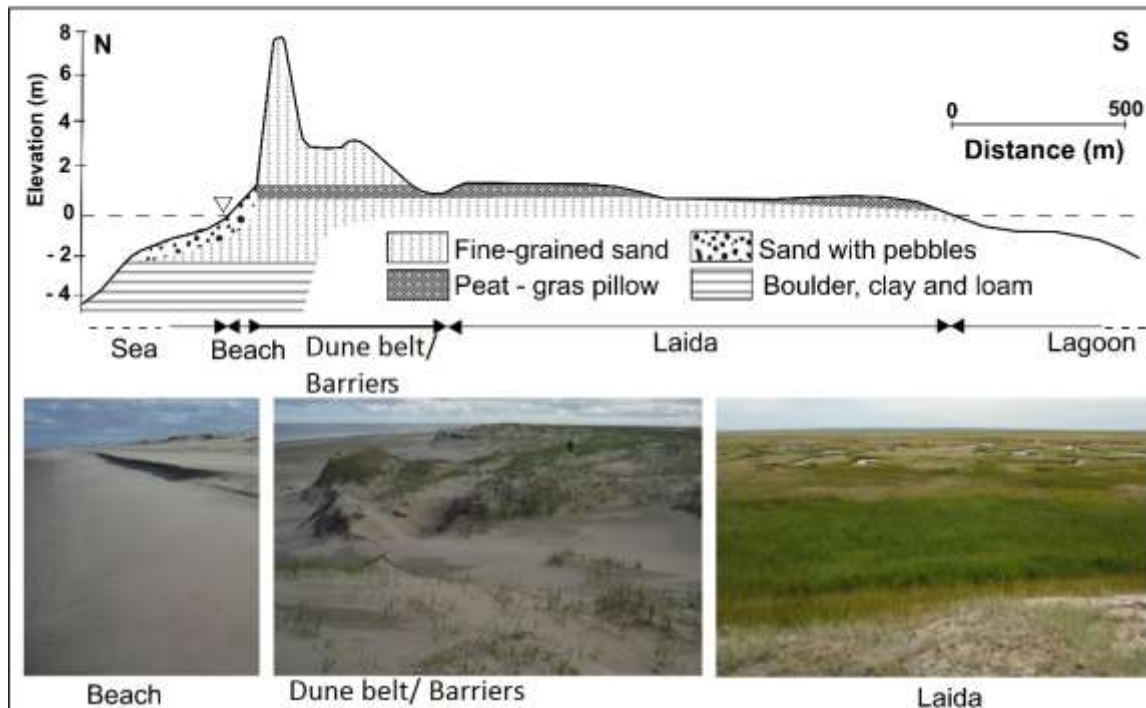 8
N
S
6
4
2
0
- 2
- 4
Elevation (m)
0 500
Distance (m)
Fine-grained sand
Sand with pebbles
Peat - gras pillow
Boulder, clay and loam
Sea
Beach
Dune belt/
Barriers
Laida
Lagoon
Beach
Dune belt/ Barriers
Laida